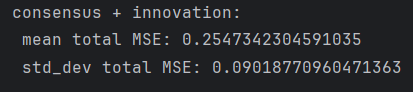 consensus + innovation:
mean total MSE: 0.2547342304591035
std_dev total MSE: 0.09018770960471363